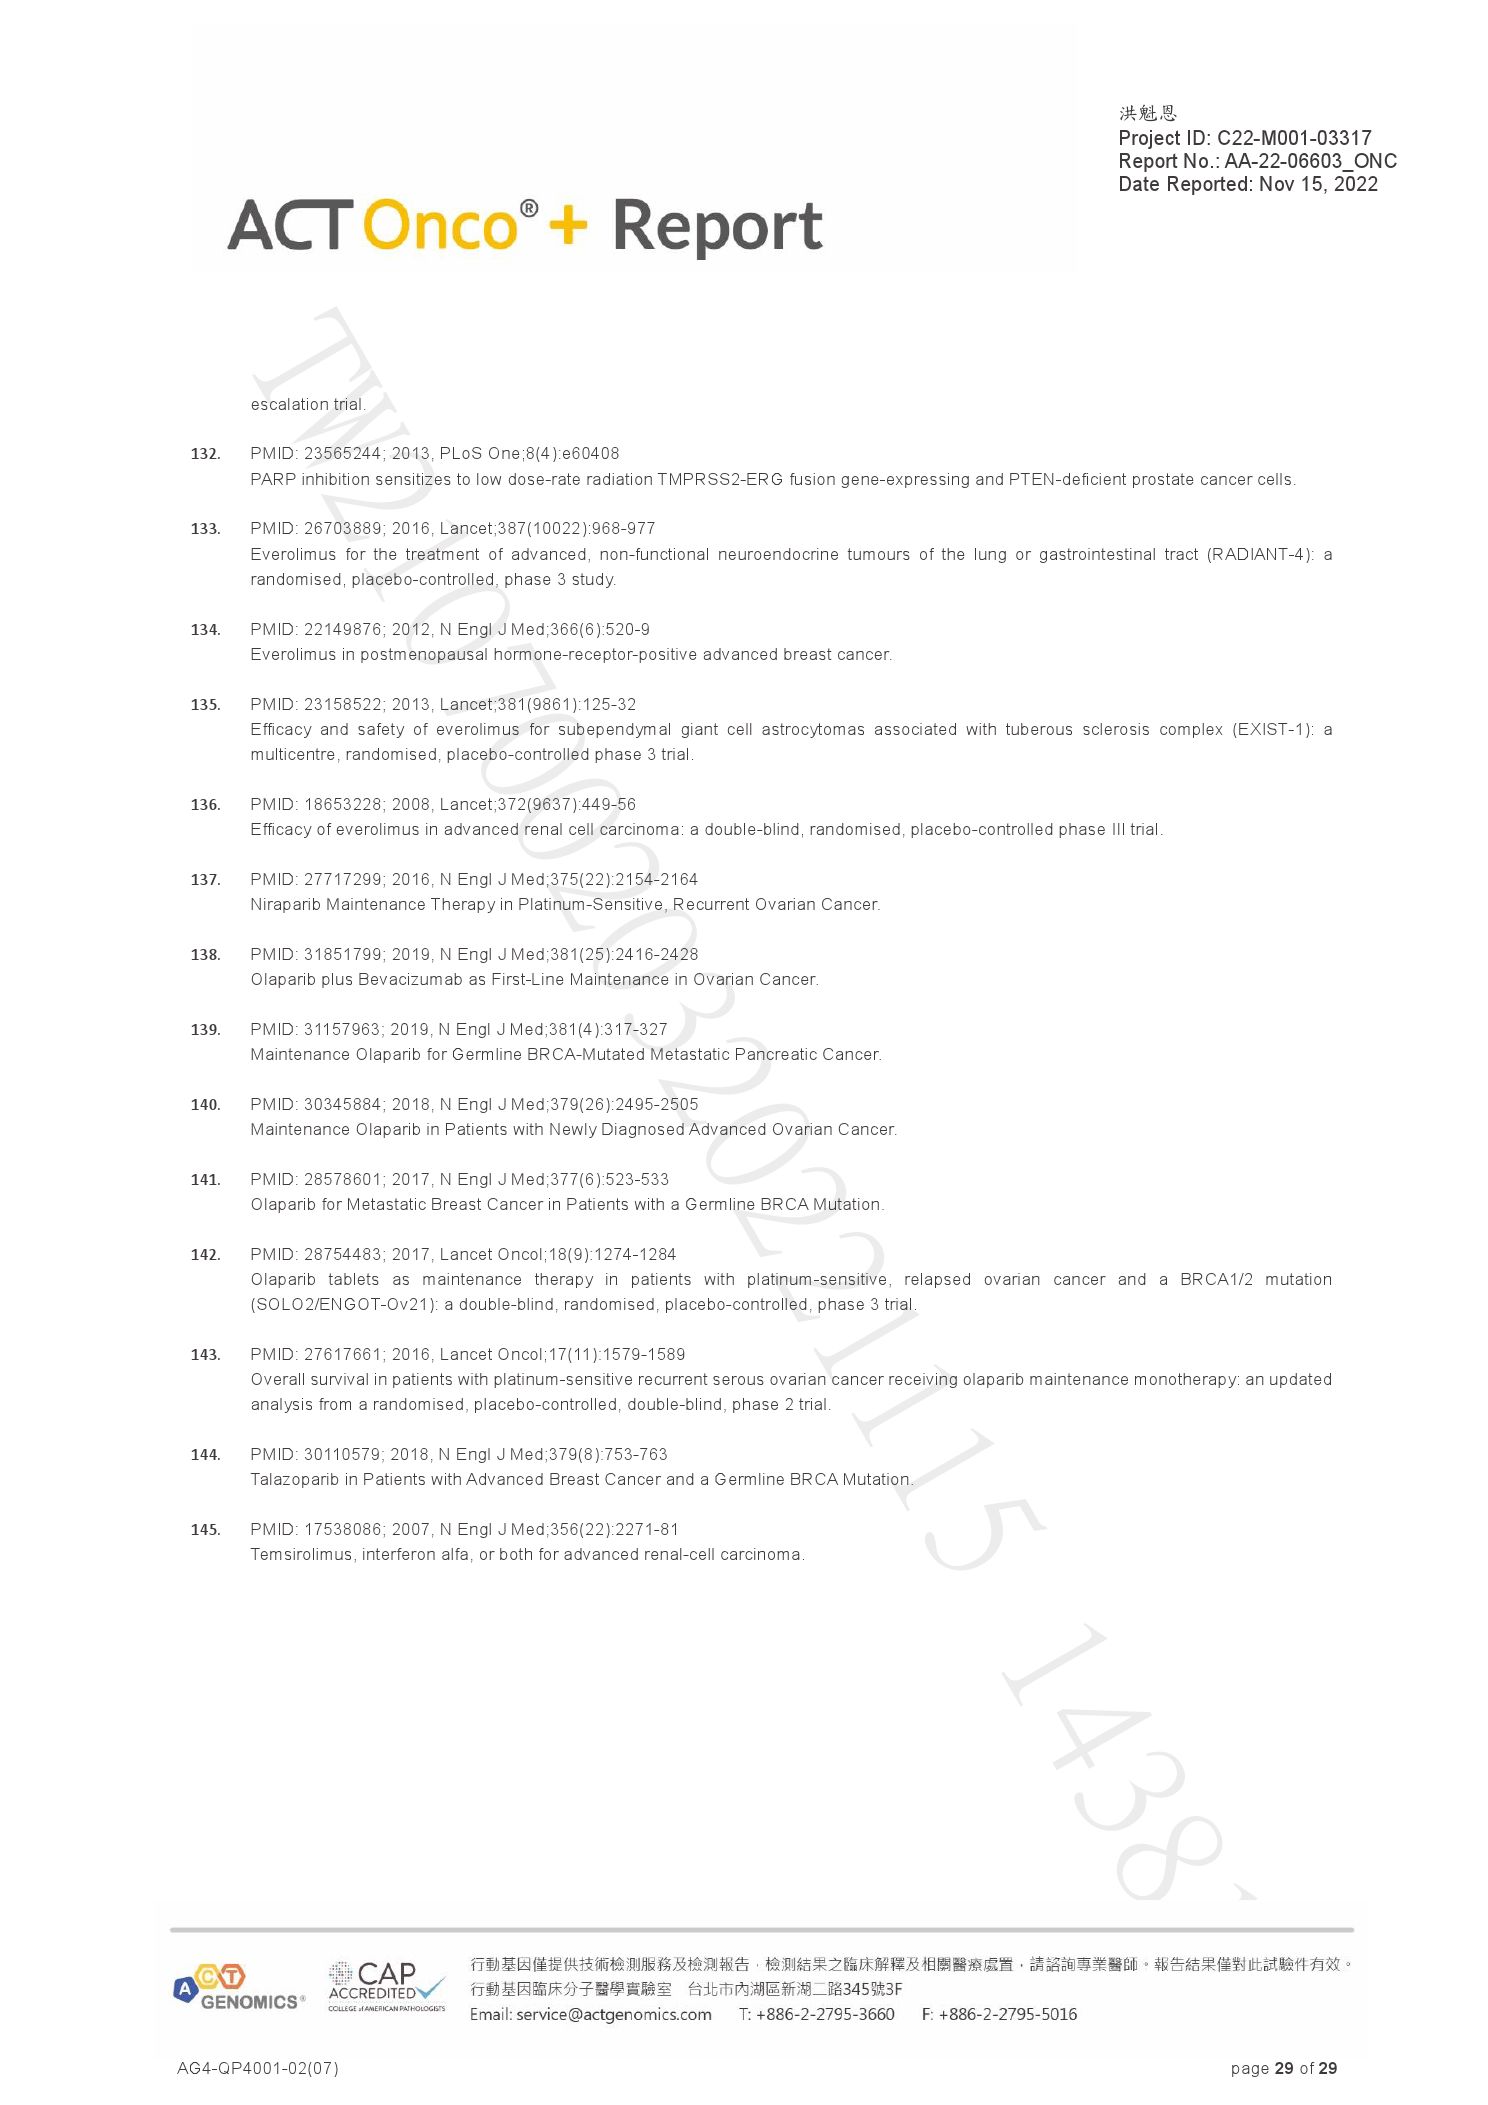 洪魁恩
Project ID: C22-M001-03317
Report No.: AA-22-06603_ONC
Date Reported: Nov 15, 2022
ACTOnco®+ Report
escalation trial.
132. PMID: 23565244; 2013, PLoS One;8(4):e60408
PARP inhibition sensitizes to low dose-rate radiation TMPRSS2-ERG fusion gene-expressing and PTEN-deficient prostate cancer cells.
133. PMID: 26703889; 2016, Lancet;387(10022):968-977
Everolimus for the treatment of advanced, non-functional neuroendocrine tumours of the lung or gastrointestinal tract (RADIANT-4): a
randomised, placebo-controlled, phase 3 study.
134. PMID: 22149876; 2012, N Engl J Med;366(6):520-9
Everolimus in postmenopausal hormone-receptor-positive advanced breast cancer.
135. PMID: 23158522; 2013, Lancet;381(9861):125-32
Efficacy and safety of everolimus for subependymal giant cell astrocytomas associated with tuberous sclerosis complex (EXIST-1): a
multicentre, randomised, placebo-controlled phase 3 trial.
136. PMID: 18653228; 2008, Lancet;372(9637):449-56
Efficacy of everolimus in advanced renal cell carcinoma: a double-blind, randomised, placebo-controlled phase III trial.
137. PMID: 27717299; 2016, N Engl J Med;375(22):2154-2164
Niraparib Maintenance Therapy in Platinum-Sensitive, Recurrent Ovarian Cancer.
138. PMID: 31851799; 2019, N Engl J Med;381(25):2416-2428
Olaparib plus Bevacizumab as First-Line Maintenance in Ovarian Cancer.
139. PMID: 31157963; 2019, N Engl J Med;381(4):317-327
Maintenance Olaparib for Germline BRCA-Mutated Metastatic Pancreatic Cancer.
140. PMID: 30345884; 2018, N Engl J Med;379(26):2495-2505
Maintenance Olaparib in Patients with Newly Diagnosed Advanced Ovarian Cancer.
141. PMID: 28578601; 2017, N Engl J Med;377(6):523-533
Olaparib for Metastatic Breast Cancer in Patients with a Germline BRCA Mutation.
142. PMID: 28754483; 2017, Lancet Oncol;18(9):1274-1284
Olaparib tablets as maintenance therapy in patients with platinum-sensitive, relapsed ovarian cancer and a BRCA1/2 mutation
(SOLO2/ENGOT-Ov21): a double-blind, randomised, placebo-controlled, phase 3 trial.
143. PMID: 27617661; 2016, Lancet Oncol;17(11):1579-1589
Overall survival in patients with platinum-sensitive recurrent serous ovarian cancer receiving olaparib maintenance monotherapy: an updated
analysis from a randomised, placebo-controlled, double-blind, phase 2 trial.
144. PMID: 30110579; 2018, N Engl J Med;379(8):753-763
Talazoparib in Patients with Advanced Breast Cancer and a Germline BRCA Mutation.
145. PMID: 17538086; 2007, N Engl J Med;356(22):2271-81
Temsirolimus, interferon alfa, or both for advanced renal-cell carcinoma.
ACT GENOMICS®
CAP ACCREDITED
COLLEGE of AMERICAN PATHOLOGISTS
行動基因僅提供技術檢測服務及檢測報告，檢測結果之臨床解釋及相關醫療處置，請諮詢專業醫師。報告結果僅對此試驗件有效。
行動基因臨床分子醫學實驗室 台北市內湖區新湖二路345號3F
Email: service@actgenomics.com T: +886-2-2795-3660 F: +886-2-2795-5016
AG4-QP4001-02(07)
page 29 of 29